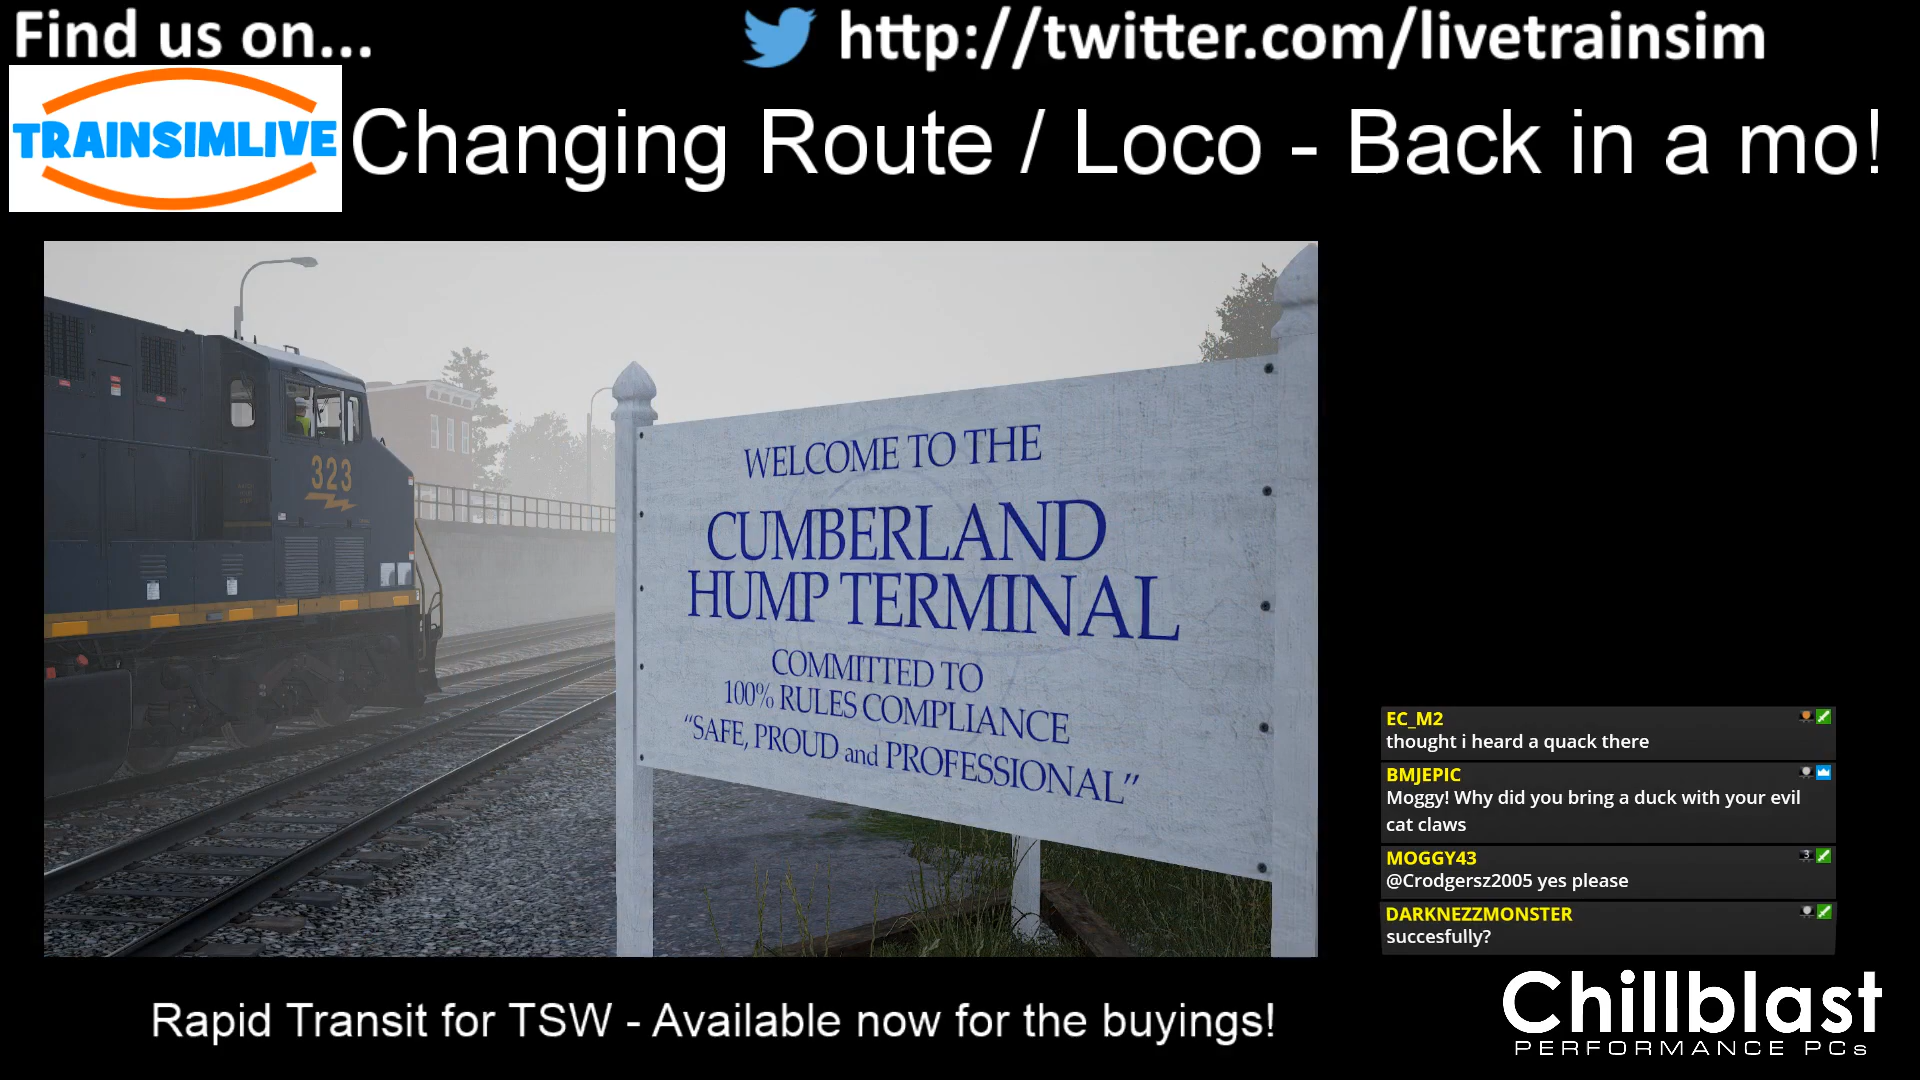 Find us on...
http://twitter.com/livetrainsim
TRAINSIMLIVE
Changing Route / Loco - Back in a mo!
323
WELCOME TO THE
CUMBERLAND
HUMP TERMINAL
COMMITTED TO
100% RULES COMPLIANCE
"SAFE, PROUD and PROFESSIONAL"
EC_M2
thought i heard a quack there
BMJEPIC
Moggy! Why did you bring a duck with your evil
cat claws
MOGGY43
3
@Crodgersz2005 yes please
DARKNEZZMONSTER
succesfully?
Rapid Transit for TSW - Available now for the buyings!
Chillblast
PERFORMANCE PCs